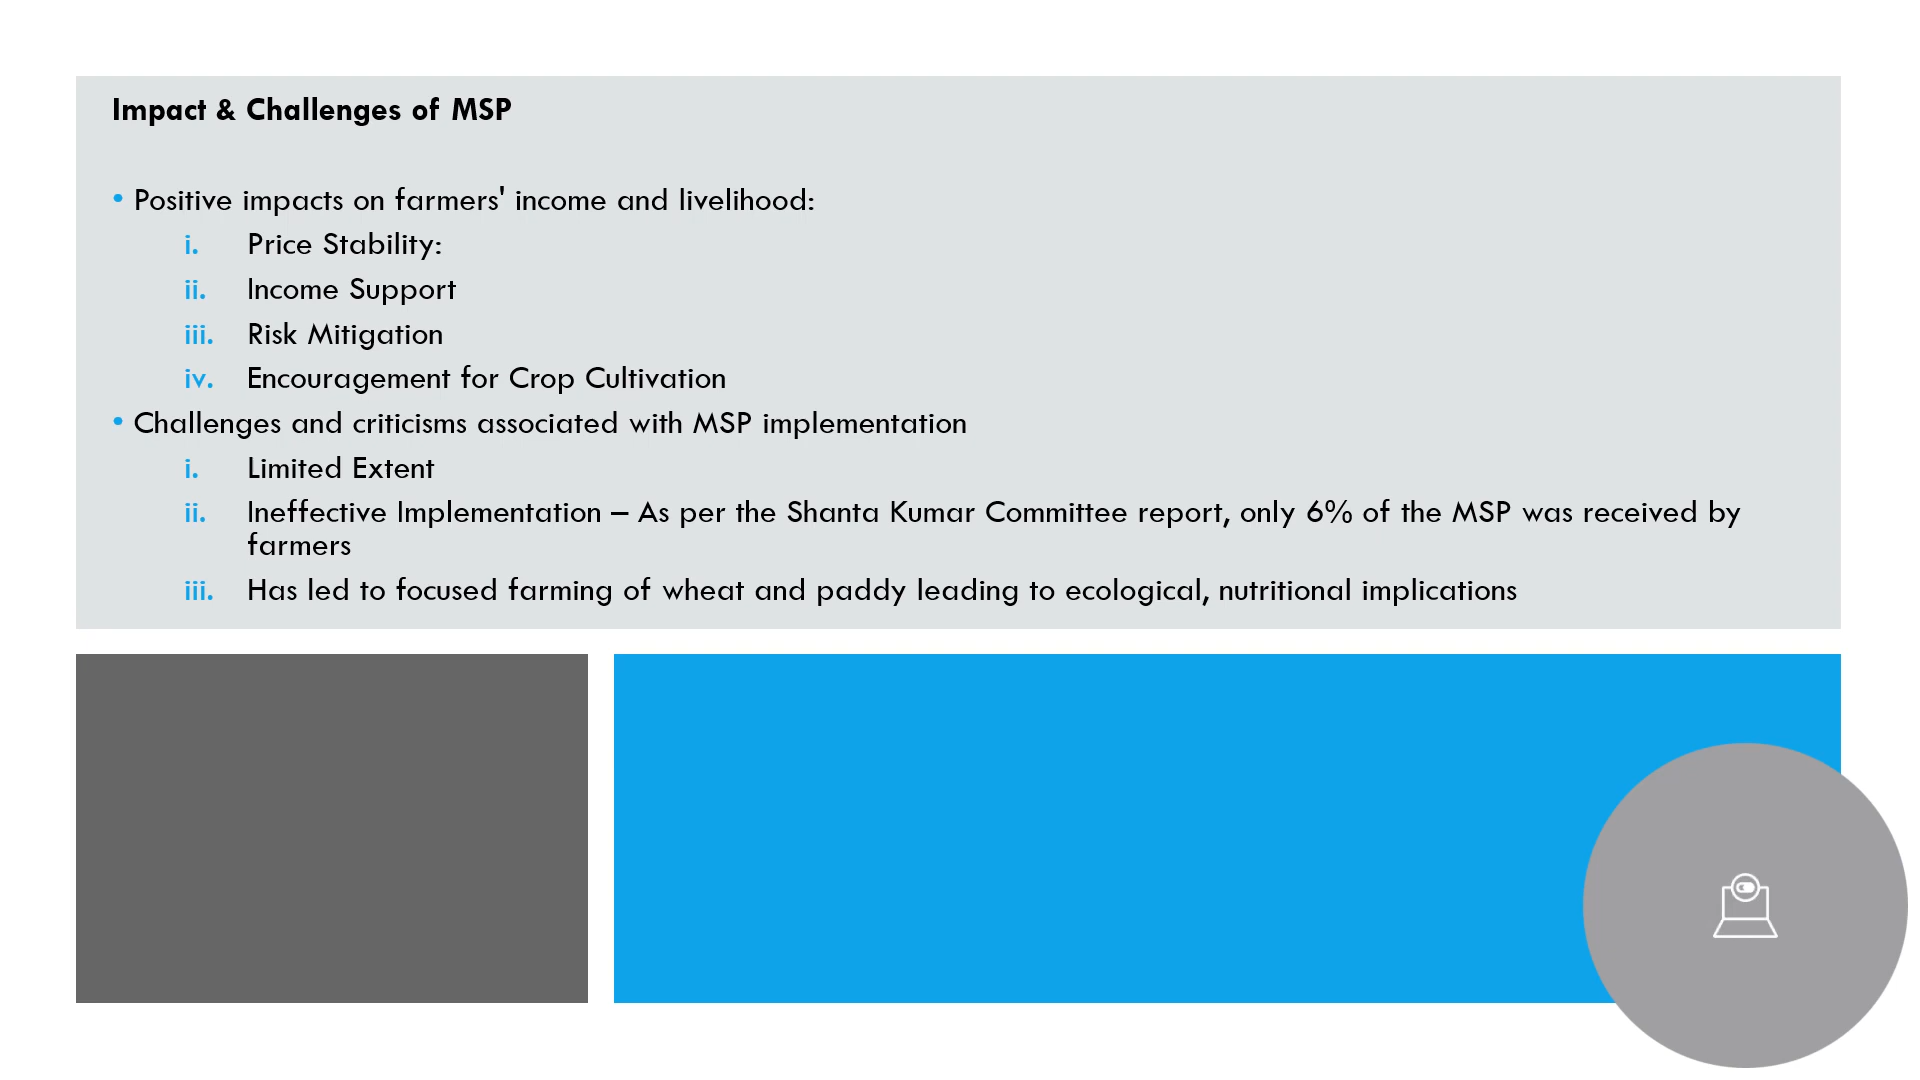 Impact & Challenges of MSP
• Positive impacts on farmers' income and livelihood:
i. Price Stability:
ii. Income Support
iii. Risk Mitigation
iv. Encouragement for Crop Cultivation
• Challenges and criticisms associated with MSP implementation
i. Limited Extent
ii. Ineffective Implementation – As per the Shanta Kumar Committee report, only 6% of the MSP was received by
farmers
iii. Has led to focused farming of wheat and paddy leading to ecological, nutritional implications